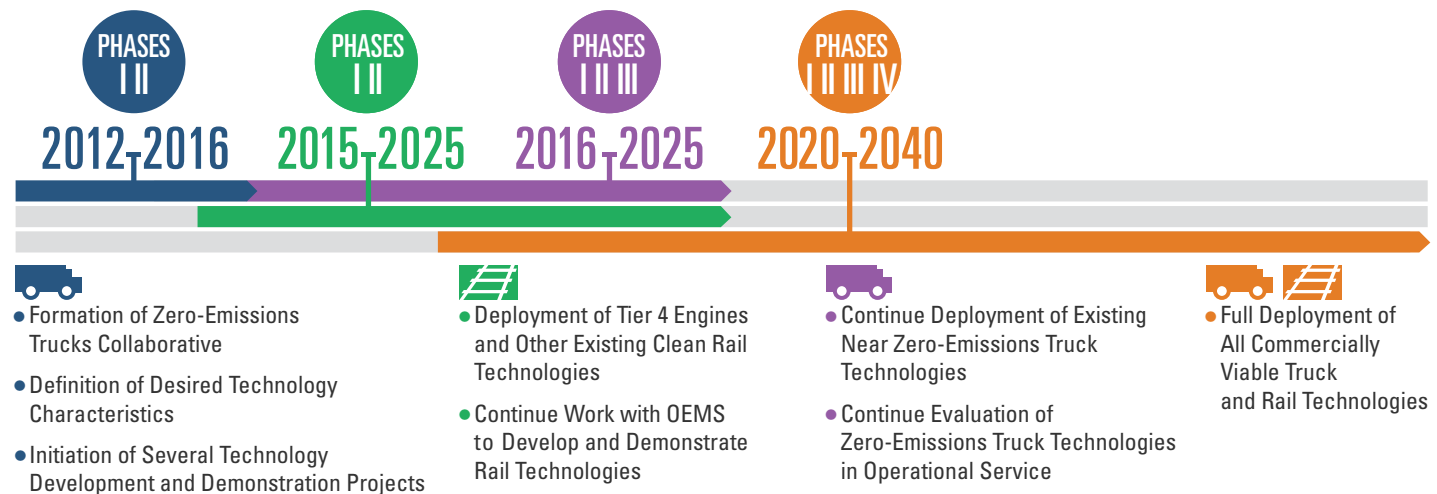 PHASES
I II
2012-2016
PHASES
I II
2015-2025
PHASES
I II III
2016-2025
PHASES
I II III IV
2020-2040
• Formation of Zero-Emissions
Trucks Collaborative
• Definition of Desired Technology
Characteristics
• Initiation of Several Technology
Development and Demonstration Projects
• Deployment of Tier 4 Engines
and Other Existing Clean Rail
Technologies
• Continue Work with OEMS
to Develop and Demonstrate
Rail Technologies
• Continue Deployment of Existing
Near Zero-Emissions Truck
Technologies
• Continue Evaluation of
Zero-Emissions Truck Technologies
in Operational Service
• Full Deployment of
All Commercially
Viable Truck
and Rail Technologies